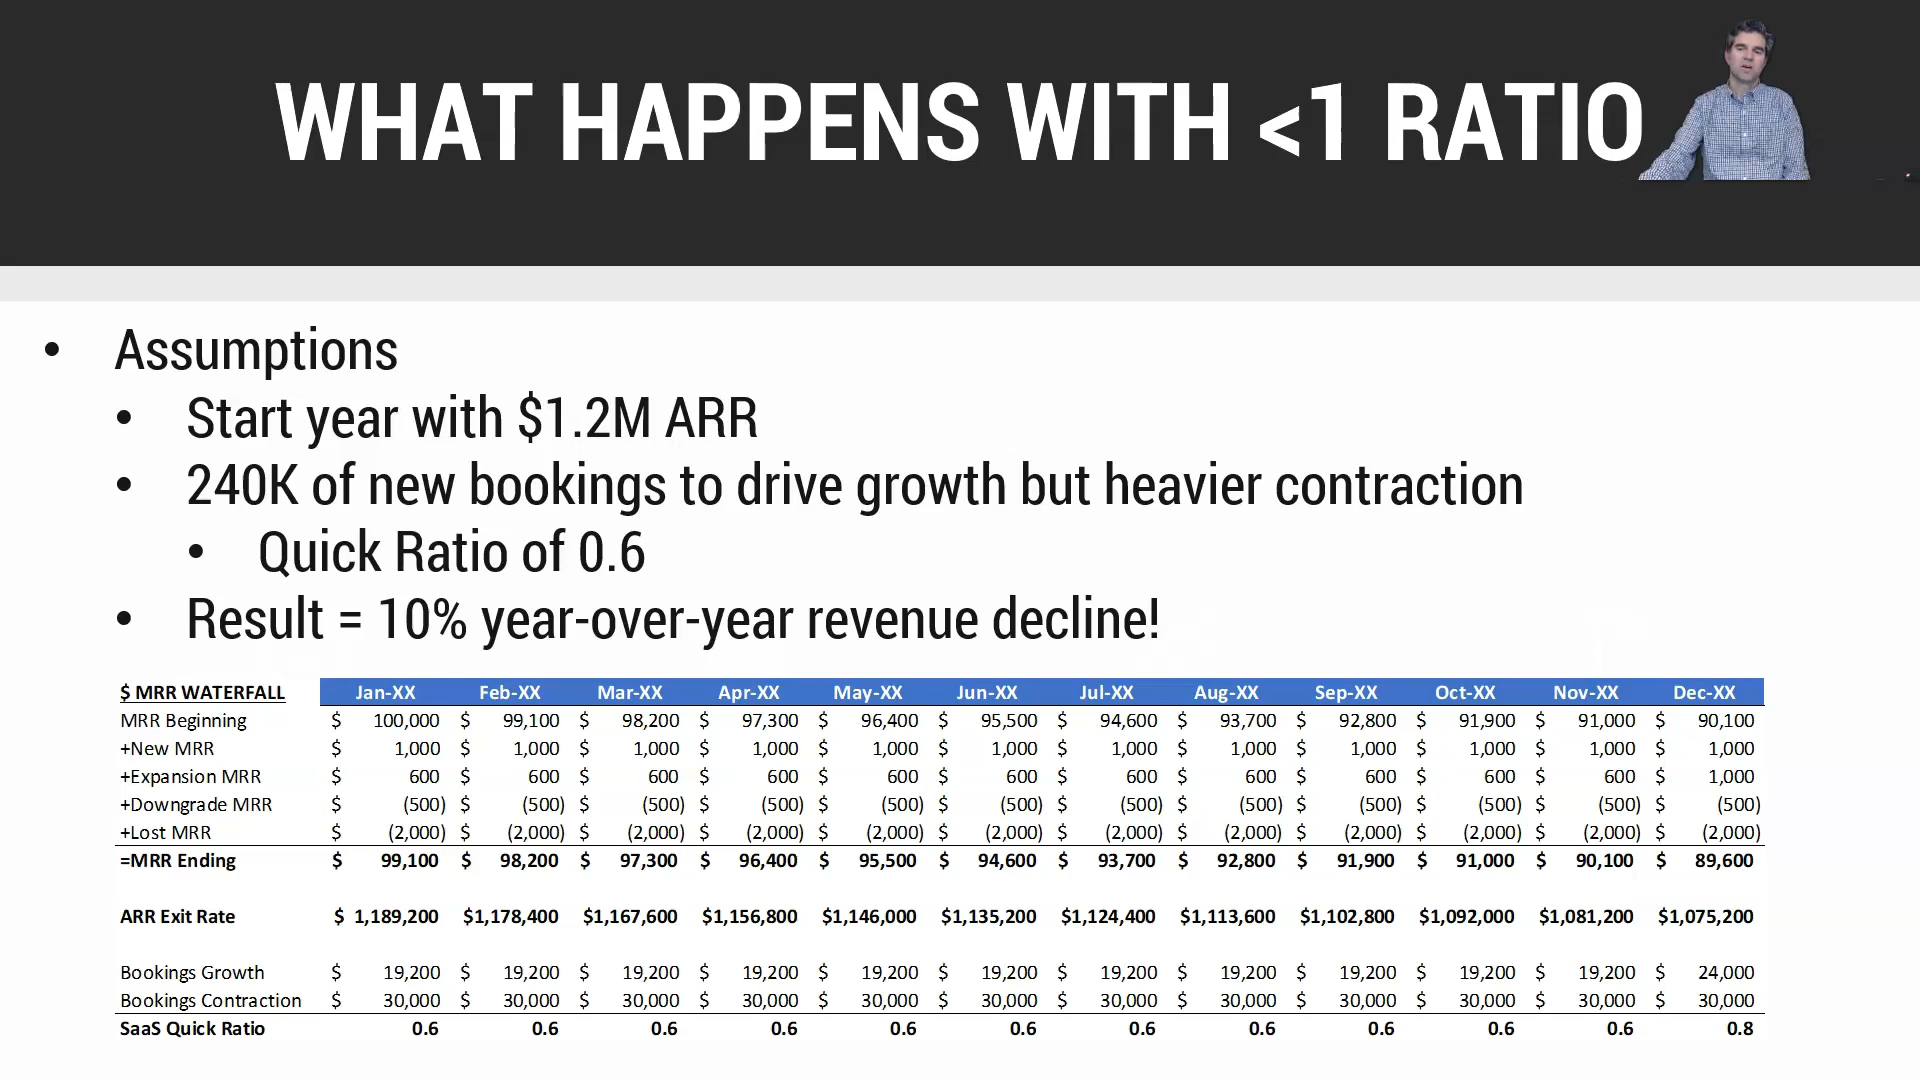 WHAT HAPPENS WITH <1 RATIO
• Assumptions
• Start year with $1.2M ARR
• 240K of new bookings to drive growth but heavier contraction
• Quick Ratio of 0.6
• Result = 10% year-over-year revenue decline!
$ MRR WATERFALL Jan-XX Feb-XX Mar-XX Apr-XX May-XX Jun-XX Jul-XX Aug-XX Sep-XX Oct-XX Nov-XX Dec-XX
MRR Beginning $ 100,000 $ 99,100 $ 98,200 $ 97,300 $ 96,400 $ 95,500 $ 94,600 $ 93,700 $ 92,800 $ 91,900 $ 91,000 $ 90,100
+New MRR $ 1,000 $ 1,000 $ 1,000 $ 1,000 $ 1,000 $ 1,000 $ 1,000 $ 1,000 $ 1,000 $ 1,000 $ 1,000 $ 1,000
+Expansion MRR $ 600 $ 600 $ 600 $ 600 $ 600 $ 600 $ 600 $ 600 $ 600 $ 600 $ 600 $ 1,000
+Downgrade MRR $ (500) $ (500) $ (500) $ (500) $ (500) $ (500) $ (500) $ (500) $ (500) $ (500) $ (500) $ (500)
+Lost MRR $ (2,000) $ (2,000) $ (2,000) $ (2,000) $ (2,000) $ (2,000) $ (2,000) $ (2,000) $ (2,000) $ (2,000) $ (2,000) $ (2,000)
=MRR Ending $ 99,100 $ 98,200 $ 97,300 $ 96,400 $ 95,500 $ 94,600 $ 93,700 $ 92,800 $ 91,900 $ 91,000 $ 90,100 $ 89,600
ARR Exit Rate $ 1,189,200 $1,178,400 $1,167,600 $1,156,800 $1,146,000 $1,135,200 $1,124,400 $1,113,600 $1,102,800 $1,092,000 $1,081,200 $1,075,200
Bookings Growth $ 19,200 $ 19,200 $ 19,200 $ 19,200 $ 19,200 $ 19,200 $ 19,200 $ 19,200 $ 19,200 $ 19,200 $ 19,200 $ 24,000
Bookings Contraction $ 30,000 $ 30,000 $ 30,000 $ 30,000 $ 30,000 $ 30,000 $ 30,000 $ 30,000 $ 30,000 $ 30,000 $ 30,000 $ 30,000
SaaS Quick Ratio 0.6 0.6 0.6 0.6 0.6 0.6 0.6 0.6 0.6 0.6 0.6 0.8